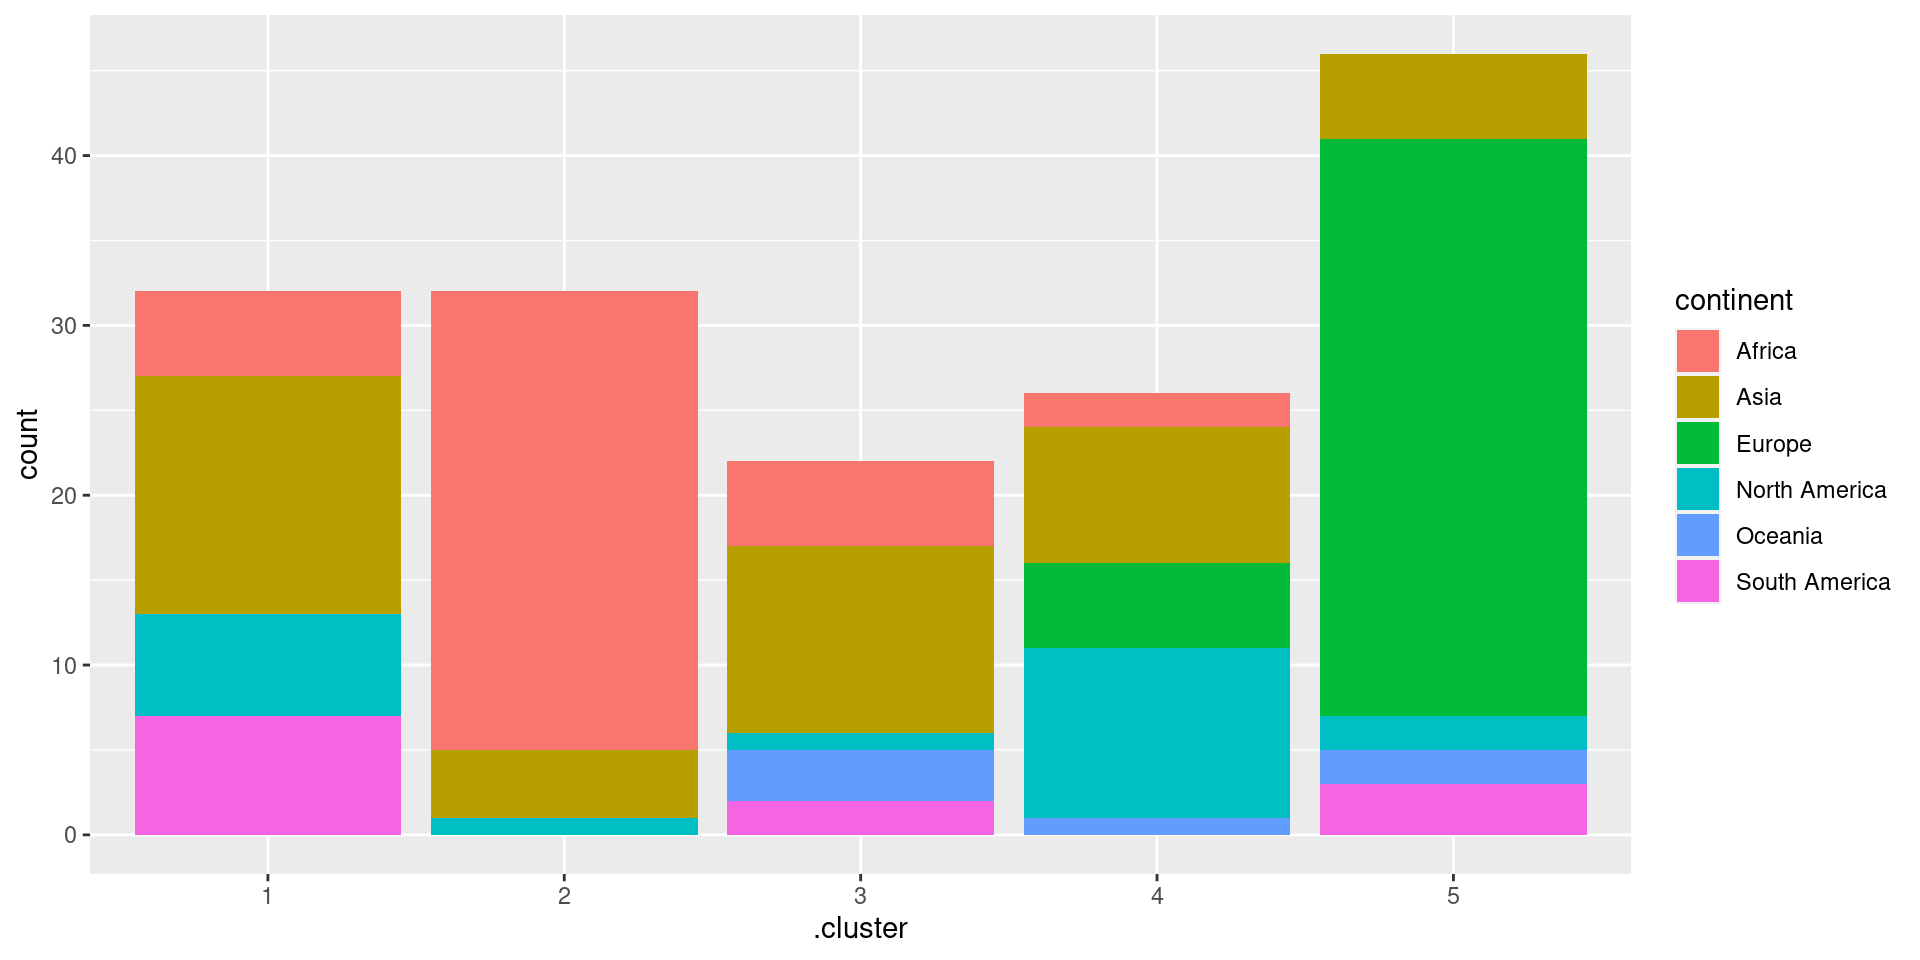 count
40
30
20
10
0
1 2 3 4 5
.cluster
continent
Africa
Asia
Europe
North America
Oceania
South America